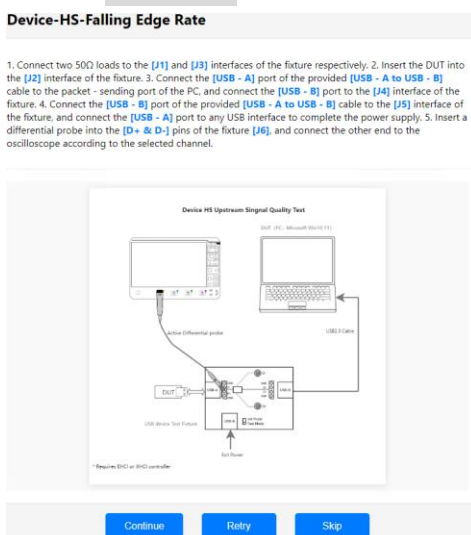 Device-HS-Falling Edge Rate
1. Connect two 50Ω loads to the [J1] and [J3] interfaces of the fixture respectively. 2. Insert the DUT into
the [J2] interface of the fixture. 3. Connect the [USB - A] port of the provided [USB - A to USB - B]
cable to the packet - sending port of the PC, and connect the [USB - B] port to the [J4] interface of the
fixture. 4. Connect the [USB - B] port of the provided [USB - A to USB - B] cable to the [J5] interface of
the fixture, and connect the [USB - A] port to any USB interface to complete the power supply. 5. Insert a
differential probe into the [D+ & D-] pins of the fixture [J6], and connect the other end to the
oscilloscope according to the selected channel.
Device HS Upstream Singnal Quality Test
DUT (PC, Microsoft Win10/11)
Active Differential probe
USB2.0 Cable
DUT
USB-A
USB device Test Fixture
USB-B
Test Mode
Ext Power
* Requires EHCI or XHCI controller
Continue
Retry
Skip